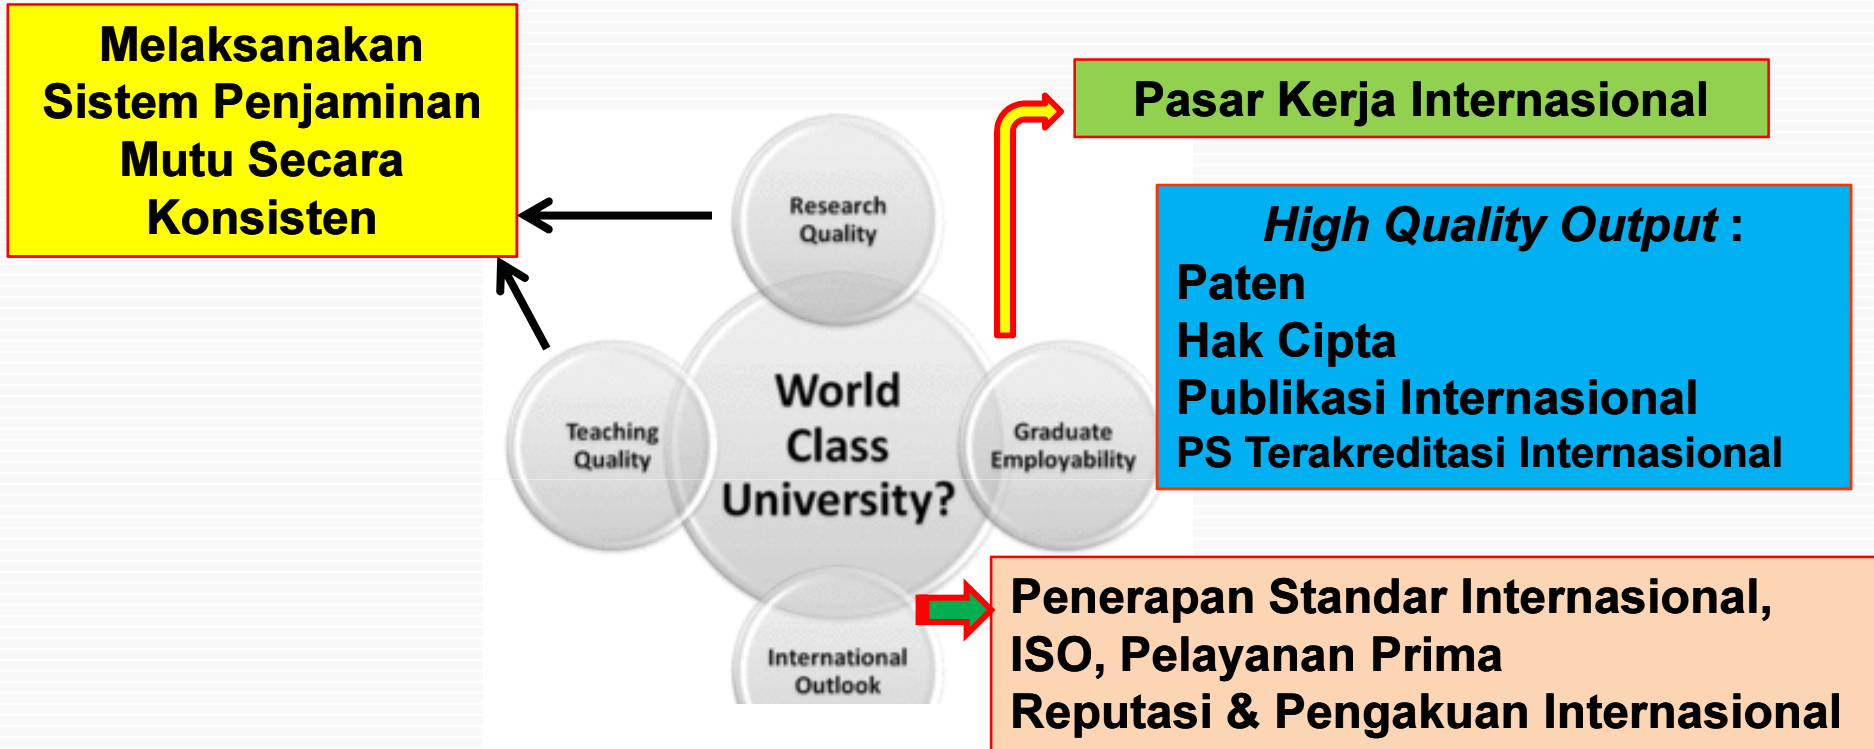 Melaksanakan
Sistem Penjaminan
Mutu Secara
Konsisten
Pasar Kerja Internasional
Research
Quality
High Quality Output :
Paten
Hak Cipta
Publikasi Internasional
PS Terakreditasi Internasional
Teaching
Quality
World
Class
University?
Graduate
Employability
International
Outlook
Penerapan Standar Internasional,
ISO, Pelayanan Prima
Reputasi & Pengakuan Internasional